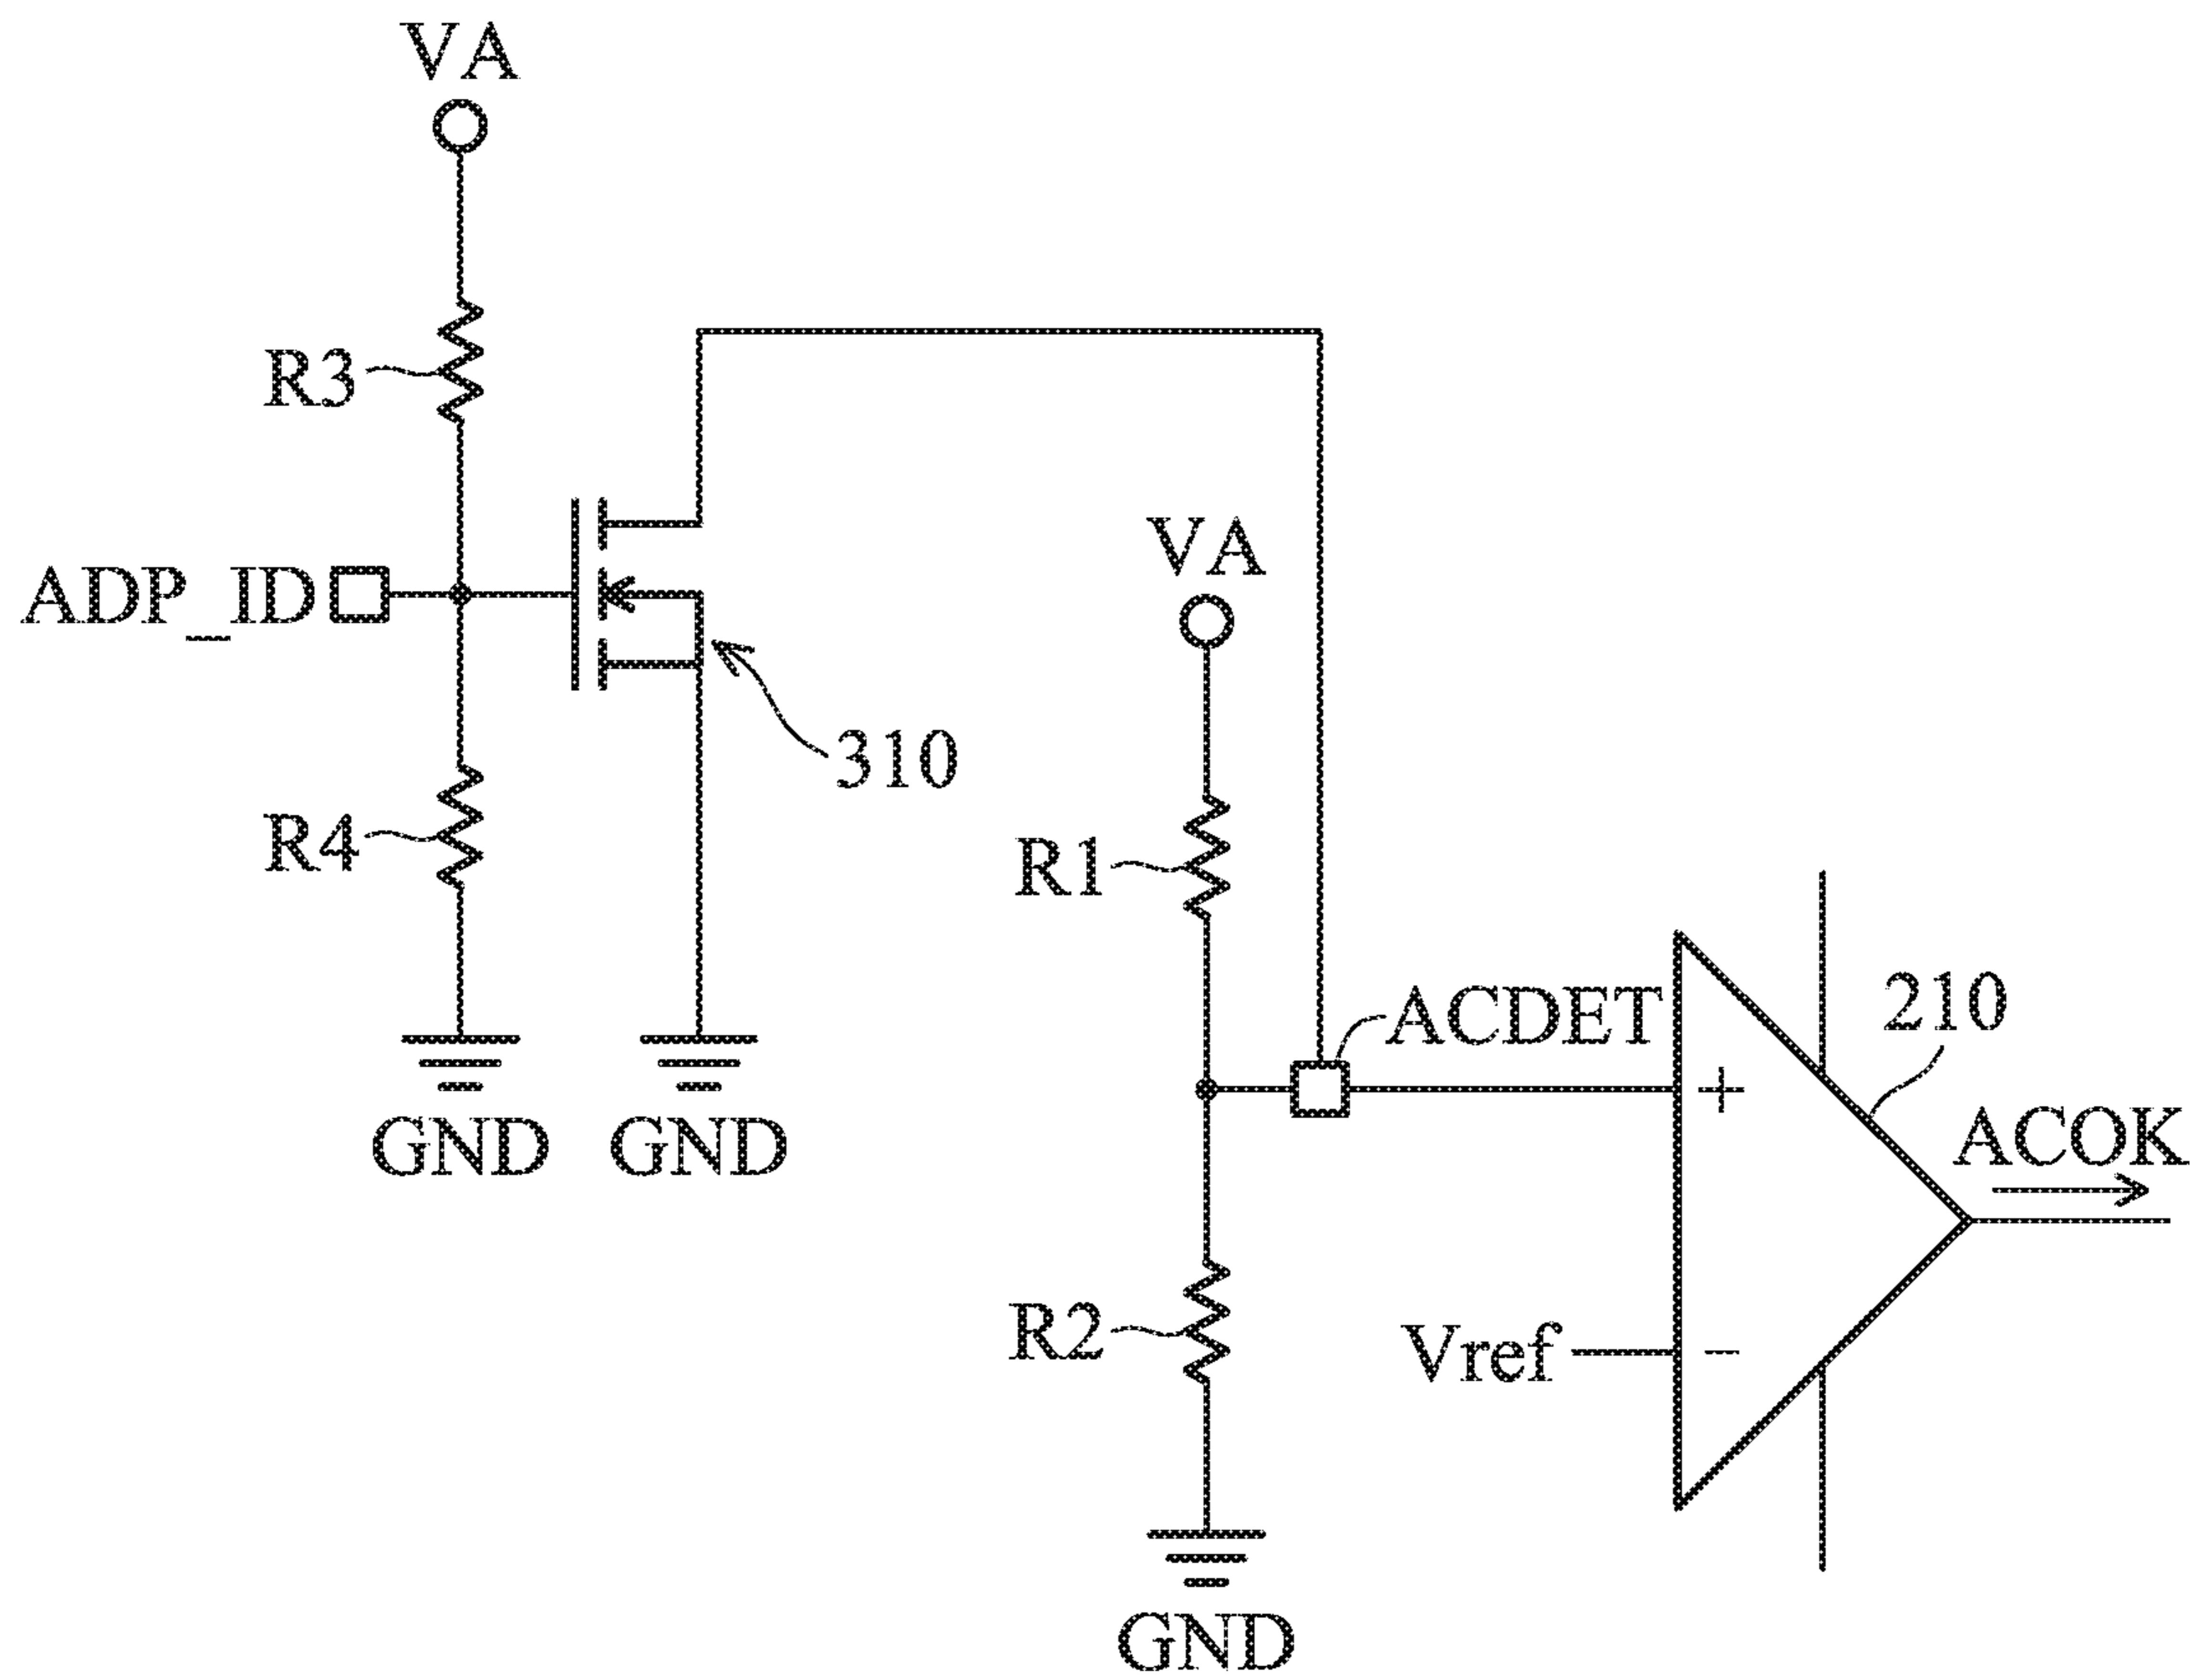 VA
R3
ADP_ID
VA
310
R4
R1
ACDET
210
GND
GND
ACOK
+
R2
Vref
-
GND